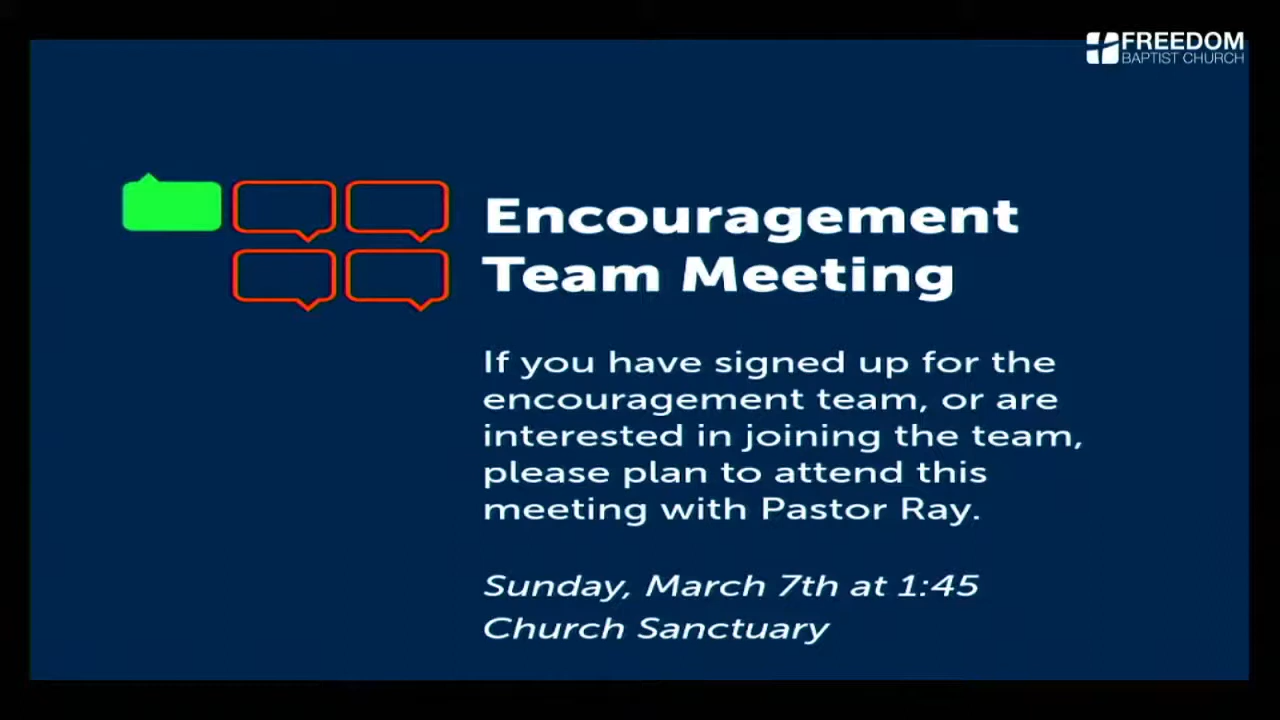 FREEDOM
BAPTIST CHURCH
Encouragement
Team Meeting
If you have signed up for the
encouragement team, or are
interested in joining the team,
please plan to attend this
meeting with Pastor Ray.
Sunday, March 7th at 1:45
Church Sanctuary